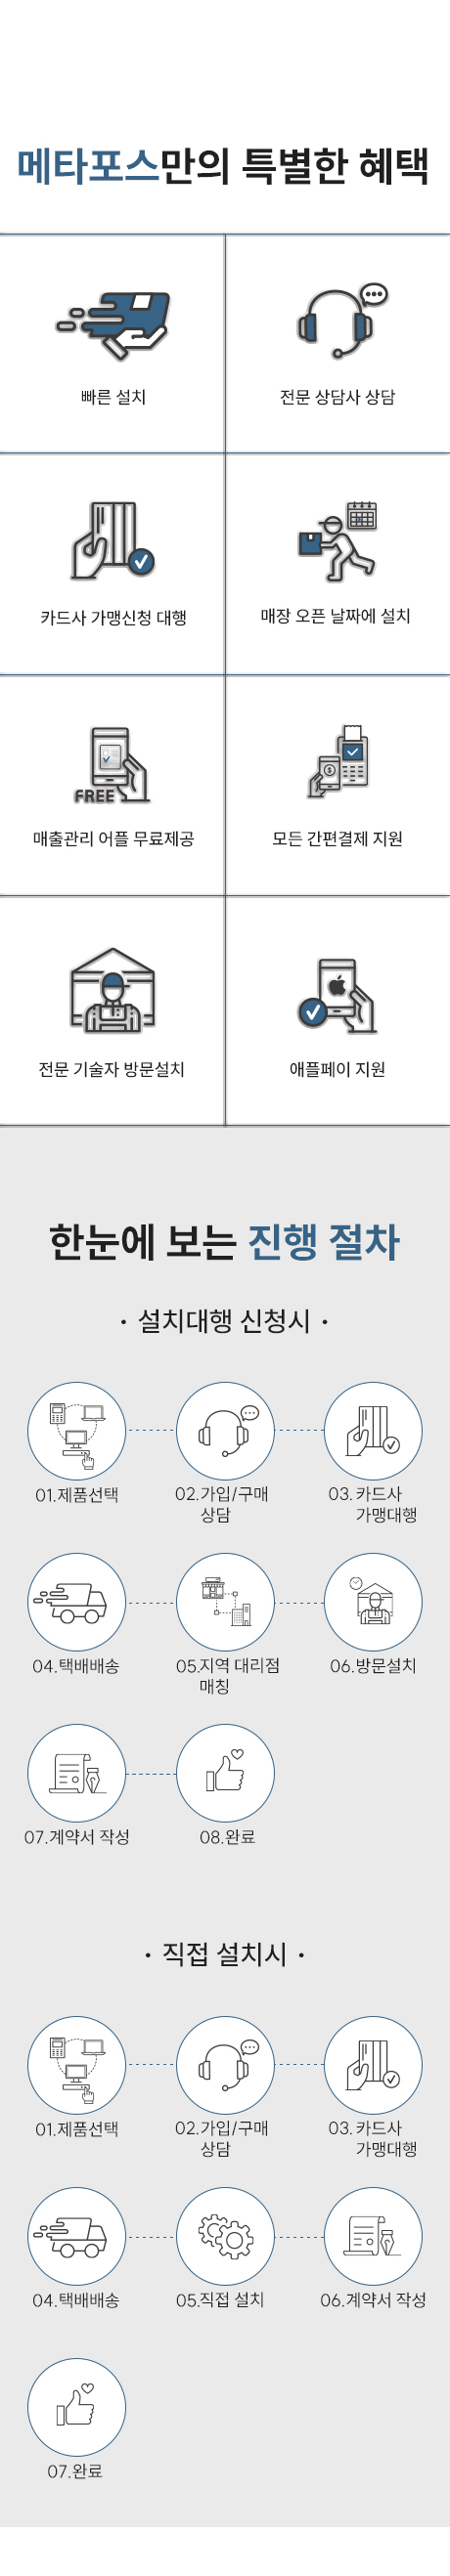 메타포스만의 특별한 혜택
빠른 설치
전문 상담사 상담
카드사 가맹신청 대행
매장 오픈 날짜에 설치
FREE
매출관리 어플 무료제공
모든 간편결제 지원
전문 기술자 방문설치
애플페이 지원
한눈에 보는 진행 절차
· 설치대행 신청시 ·
01.제품선택
02.가입/구매
상담
03. 카드사
가맹대행
04.택배배송
05.지역 대리점
매칭
06.방문설치
07.계약서 작성
08.완료
· 직접 설치시 ·
01.제품선택
02.가입/구매
상담
03. 카드사
가맹대행
04.택배배송
05.직접 설치
06.계약서 작성
07.완료